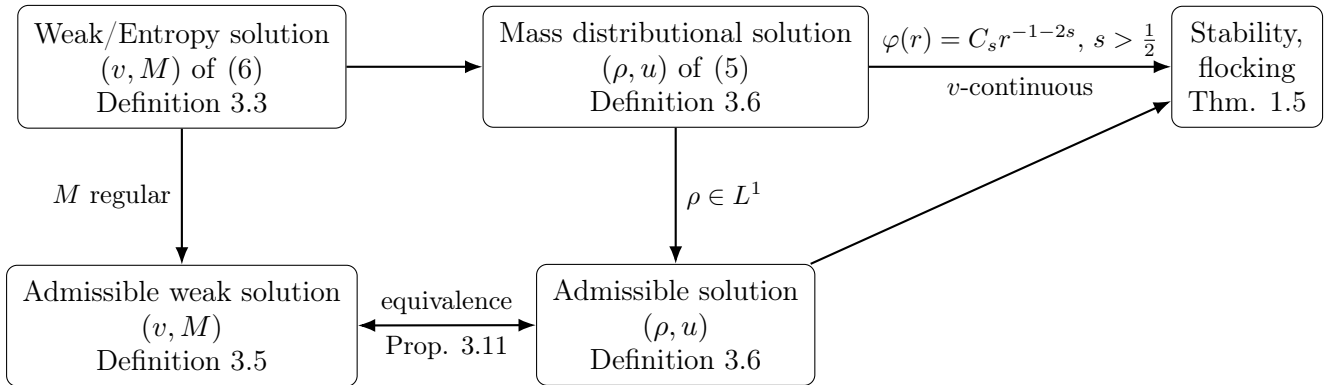 Weak/Entropy solution
(v, M) of (6)
Definition 3.3
Mass distributional solution
(ρ, u) of (5)
Definition 3.6
φ(r) = C_s r^{-1-2s}, s > 1/2
v-continuous
Stability,
flocking
Thm. 1.5
M regular
ρ ∈ L^1
Admissible weak solution
(v, M)
Definition 3.5
equivalence
Prop. 3.11
Admissible solution
(ρ, u)
Definition 3.6